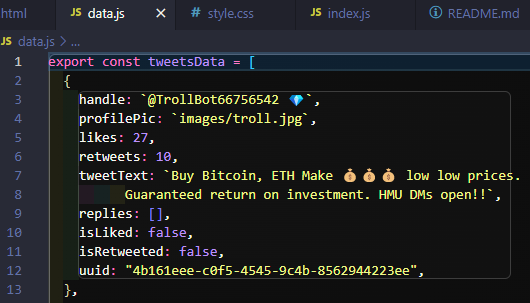 html
JS data.js ×
# style.css
JS index.js
README.md
JS data.js > ...
1 export const tweetsData = [
2 {
3 handle: `@TrollBot66756542 💎`,
4 profilePic: `images/troll.jpg`,
5 likes: 27,
6 retweets: 10,
7 tweetText: `Buy Bitcoin, ETH Make 💰💰💰 low low prices.
8 Guaranteed return on investment. HMU DMs open!!`,
9 replies: [],
10 isLiked: false,
11 isRetweeted: false,
12 uuid: "4b161eee-c0f5-4545-9c4b-8562944223ee",
13 },